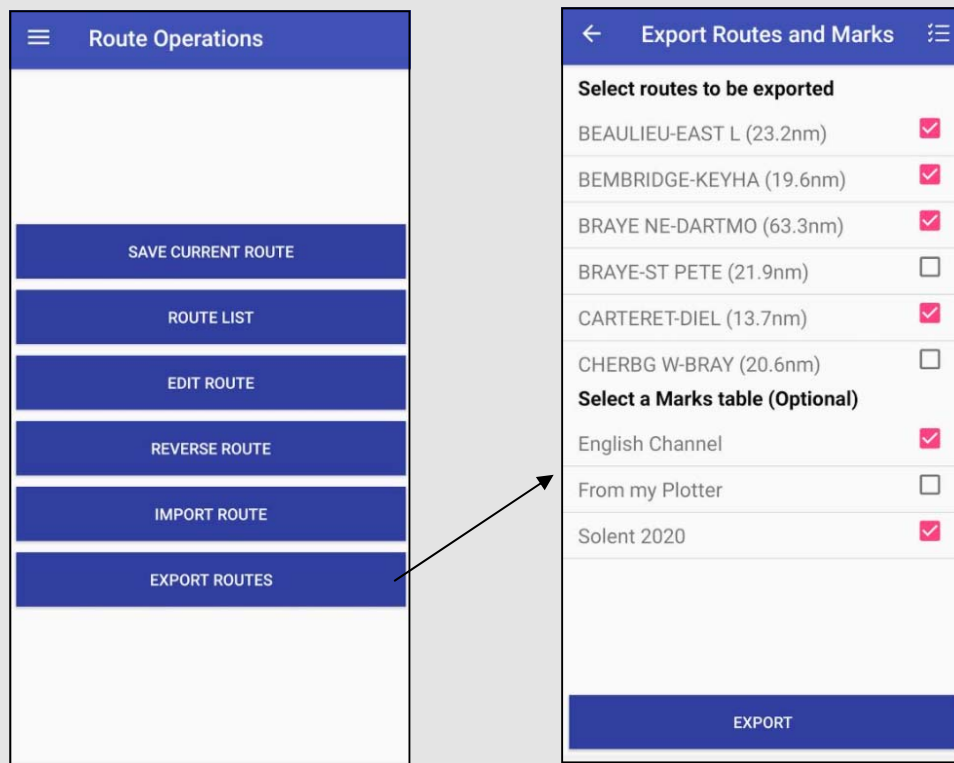 Route Operations
SAVE CURRENT ROUTE
ROUTE LIST
EDIT ROUTE
REVERSE ROUTE
IMPORT ROUTE
EXPORT ROUTES
Export Routes and Marks
Select routes to be exported
BEAULIEU-EAST L (23.2nm)
BEMBRIDGE-KEYHA (19.6nm)
BRAYE NE-DARTMO (63.3nm)
BRAYE-ST PETE (21.9nm)
CARTERET-DIEL (13.7nm)
CHERBG W-BRAY (20.6nm)
Select a Marks table (Optional)
English Channel
From my Plotter
Solent 2020
EXPORT